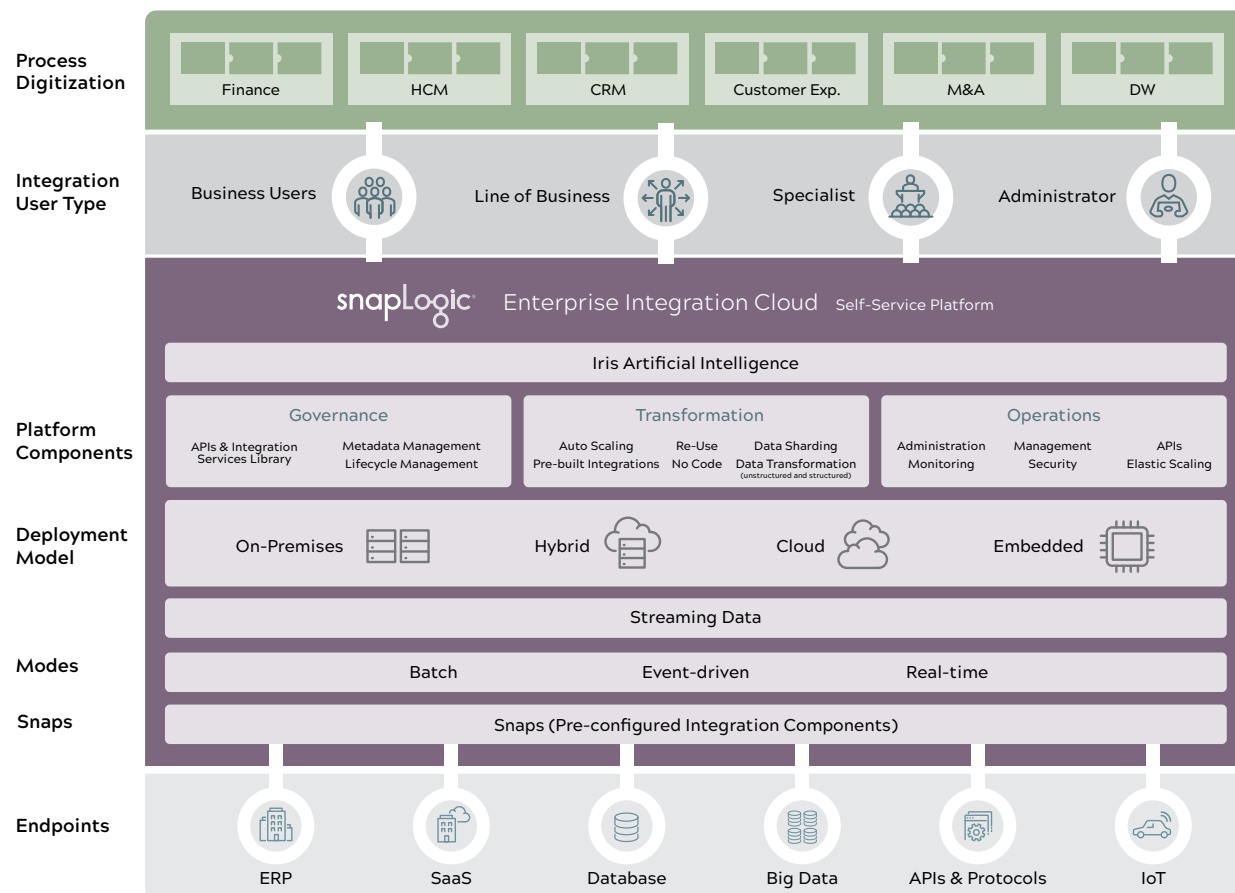 Process
Digitization
Finance
HCM
CRM
Customer Exp.
M&A
DW
Integration
User Type
Business Users
Line of Business
Specialist
Administrator
snapLogic
Enterprise Integration Cloud Self-Service Platform
Iris Artificial Intelligence
Platform
Components
Governance
APIs & Integration
Services Library
Metadata Management
Lifecycle Management
Transformation
Auto Scaling
Re-Use
Data Sharding
Pre-built Integrations
No Code
Data Transformation
(unstructured and structured)
Operations
Administration
Management
APIs
Monitoring
Security
Elastic Scaling
Deployment
Model
On-Premises
Hybrid
Cloud
Embedded
Streaming Data
Modes
Batch
Event-driven
Real-time
Snaps
Snaps (Pre-configured Integration Components)
Endpoints
ERP
SaaS
Database
Big Data
APIs & Protocols
IoT